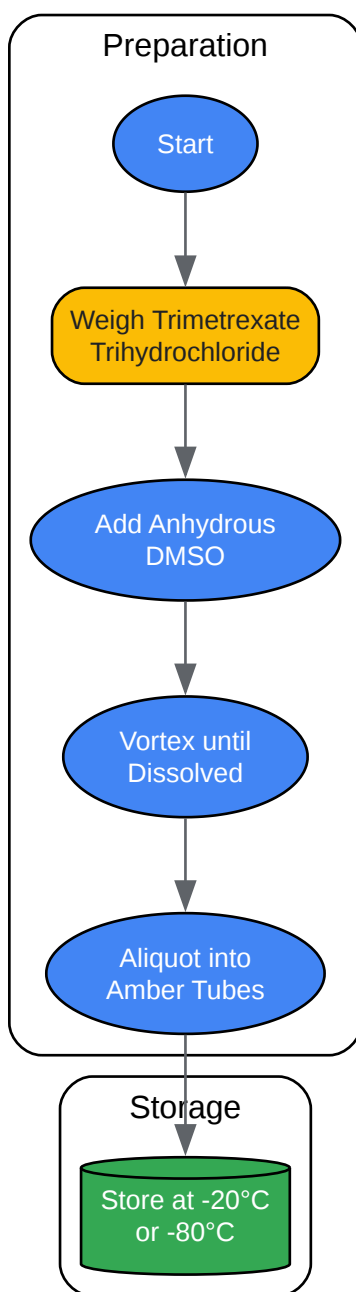 Preparation
Start
Weigh Trimetrexate
Trihydrochloride
Add Anhydrous
DMSO
Vortex until
Dissolved
Aliquot into
Amber Tubes
Storage
Store at -20°C
or -80°C